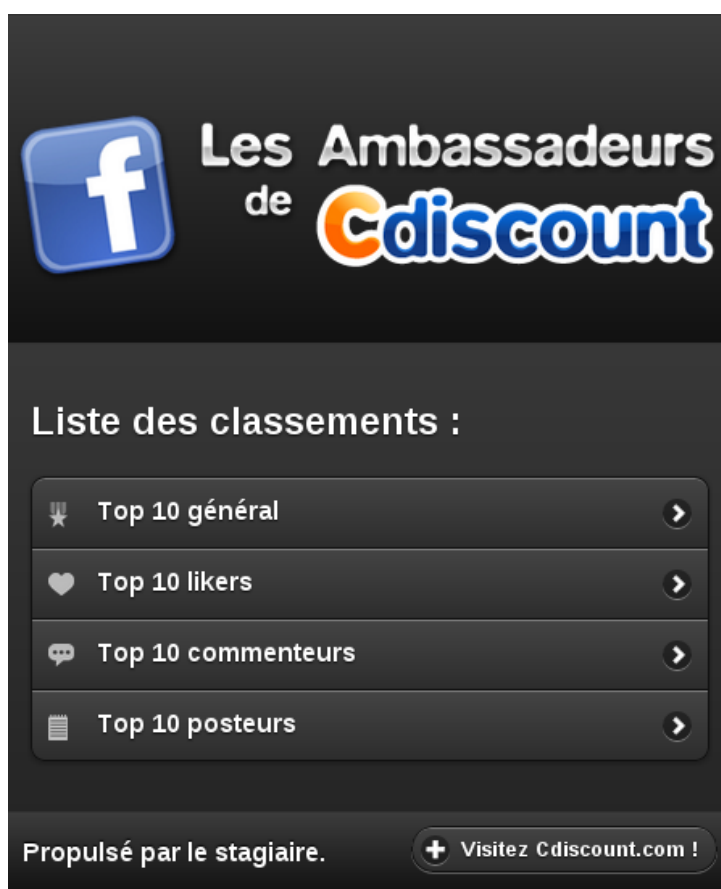 Les Ambassadeurs
de Cdiscount
Liste des classements :
Top 10 général
Top 10 likers
Top 10 commenteurs
Top 10 posteurs
Propulsé par le stagiaire.
Visitez Cdiscount.com !